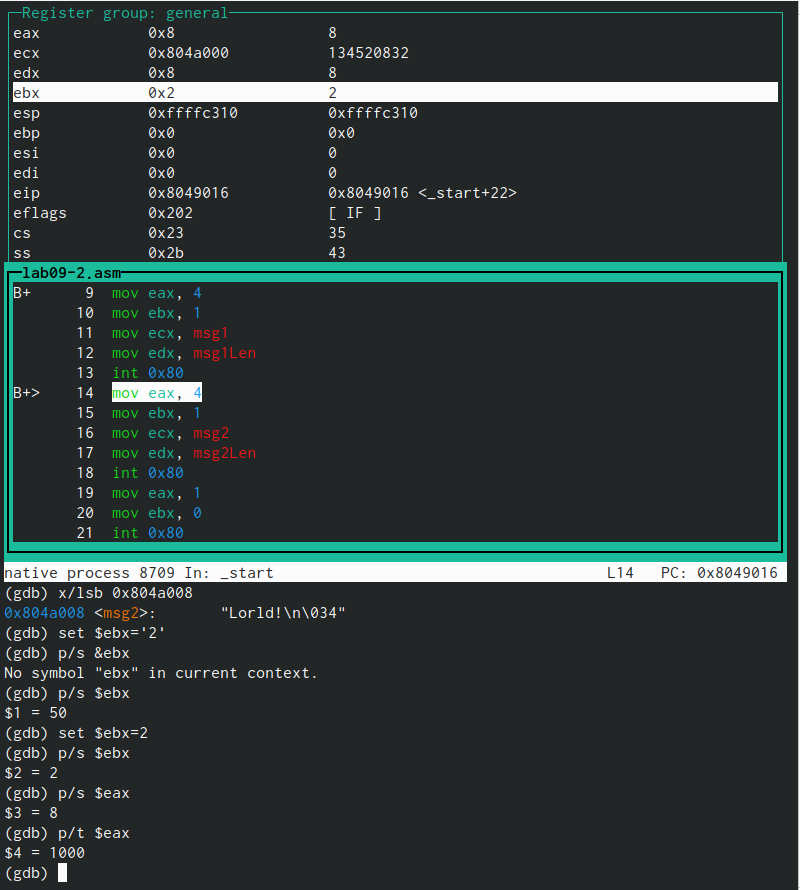 Register group: general
eax 0x8 8
ecx 0x804a000 134520832
edx 0x8 8
ebx 0x2 2
esp 0xffffc310 0xffffc310
ebp 0x0 0x0
esi 0x0 0
edi 0x0 0
eip 0x8049016 0x8049016 <_start+22>
eflags 0x202 [ IF ]
cs 0x23 35
ss 0x2b 43
lab09-2.asm
B+ 9 mov eax, 4
10 mov ebx, 1
11 mov ecx, msg1
12 mov edx, msg1Len
13 int 0x80
B+> 14 mov eax, 4
15 mov ebx, 1
16 mov ecx, msg2
17 mov edx, msg2Len
18 int 0x80
19 mov eax, 1
20 mov ebx, 0
21 int 0x80
native process 8709 In: _start L14 PC: 0x8049016
(gdb) x/lsb 0x804a008
0x804a008 <msg2>: "Lorld!\n\034"
(gdb) set $ebx='2'
(gdb) p/s &ebx
No symbol "ebx" in current context.
(gdb) p/s $ebx
$1 = 50
(gdb) set $ebx=2
(gdb) p/s $ebx
$2 = 2
(gdb) p/s $eax
$3 = 8
(gdb) p/t $eax
$4 = 1000
(gdb)